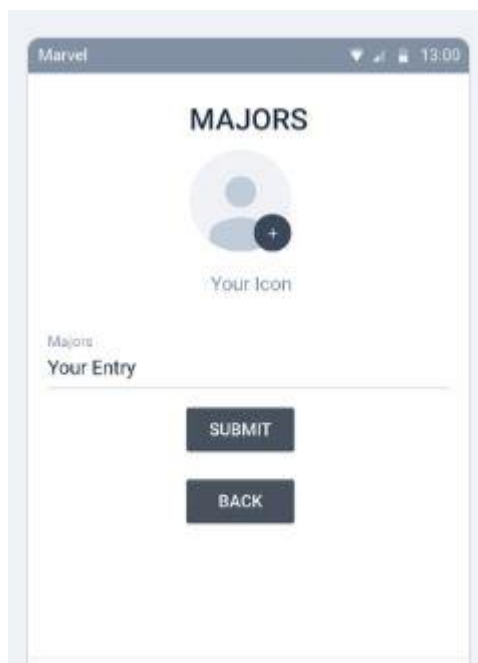 Marvel 13:00
MAJORS
+
Your Icon
Majors
Your Entry
SUBMIT
BACK